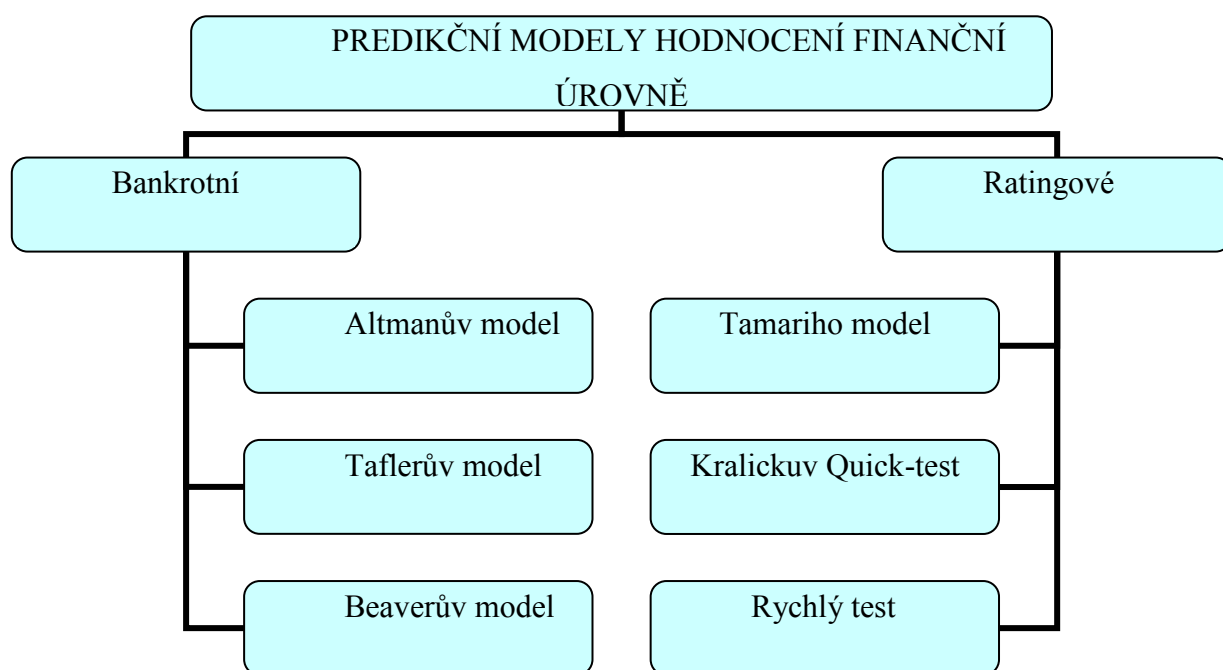 PREDIKČNÍ MODELY HODNOCENÍ FINANČNÍ
ÚROVNĚ
Bankrotní
Ratingové
Altmanův model
Tamariho model
Taflerův model
Kralickuv Quick-test
Beaverův model
Rychlý test